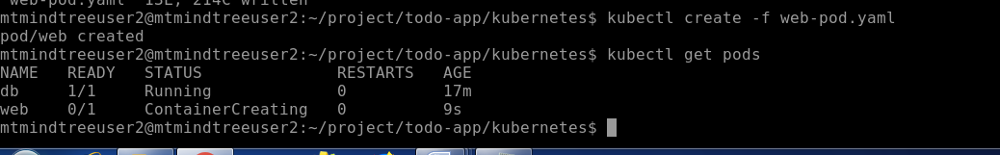 web-pod.yaml" 13L, 214C written
mtmindtreeuser2@mtmindtreeuser2:~/project/todo-app/kubernetes$ kubectl create -f web-pod.yaml
pod/web created
mtmindtreeuser2@mtmindtreeuser2:~/project/todo-app/kubernetes$ kubectl get pods
NAME READY STATUS RESTARTS AGE
db 1/1 Running 0 17m
web 0/1 ContainerCreating 0 9s
mtmindtreeuser2@mtmindtreeuser2:~/project/todo-app/kubernetes$